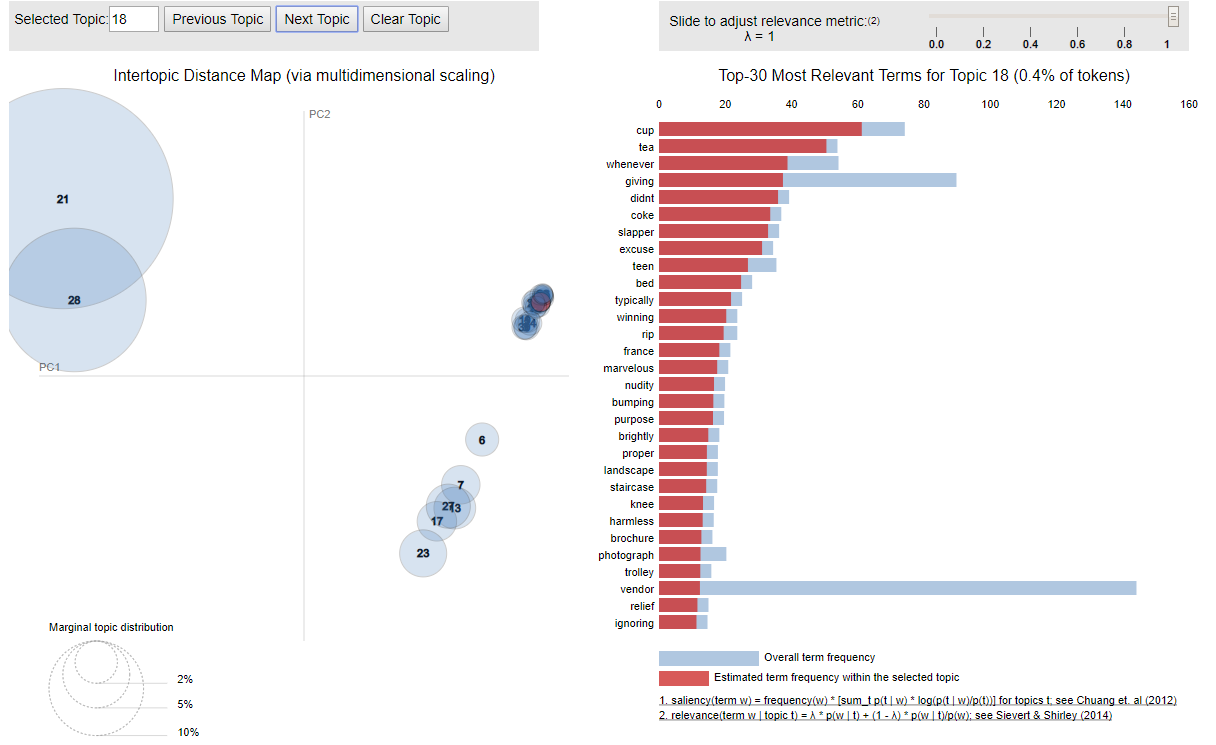 Selected Topic: 18 Previous Topic Next Topic Clear Topic
Slide to adjust relevance metric:(2)
λ = 1
0.0 0.2 0.4 0.6 0.8 1
Intertopic Distance Map (via multidimensional scaling)
PC2
PC1
21
28
6
7
27
13
17
23
Marginal topic distribution
2%
5%
10%
Top-30 Most Relevant Terms for Topic 18 (0.4% of tokens)
0 20 40 60 80 100 120 140 160
cup
tea
whenever
giving
didnt
coke
slapper
excuse
teen
bed
typically
winning
rip
france
marvelous
nudity
bumping
purpose
brightly
proper
landscape
staircase
knee
harmless
brochure
photograph
trolley
vendor
relief
ignoring
Overall term frequency
Estimated term frequency within the selected topic
1. saliency(term w) = frequency(w) * [sum_t p(t | w) * log(p(t | w)/p(t))] for topics t; see Chuang et. al (2012)
2. relevance(term w | topic t) = λ * p(w | t) + (1 - λ) * p(w | t)/p(w); see Sievert & Shirley (2014)